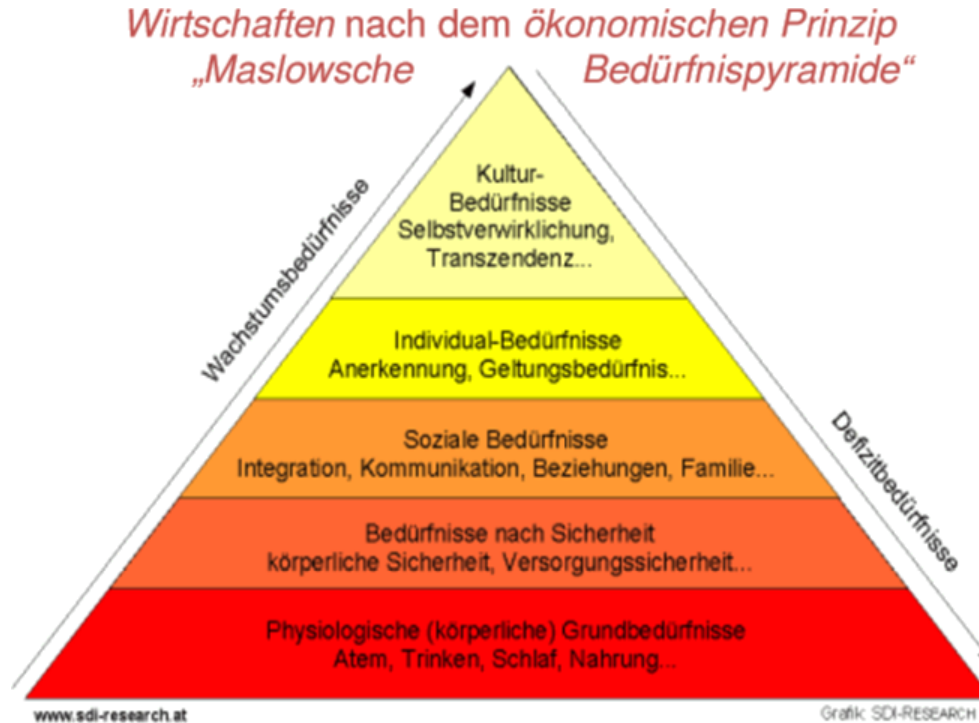 Wirtschaften nach dem ökonomischen Prinzip
„Maslowsche Bedürfnispyramide“
Wachstumsbedürfnisse
Defizitbedürfnisse
Kultur-
Bedürfnisse
Selbstverwirklichung,
Transzendenz...
Individual-Bedürfnisse
Anerkennung, Geltungsbedürfnis...
Soziale Bedürfnisse
Integration, Kommunikation, Beziehungen, Familie...
Bedürfnisse nach Sicherheit
körperliche Sicherheit, Versorgungssicherheit...
Physiologische (körperliche) Grundbedürfnisse
Atem, Trinken, Schlaf, Nahrung...
www.sdi-research.at
Grafik: SDI-RESEARCH